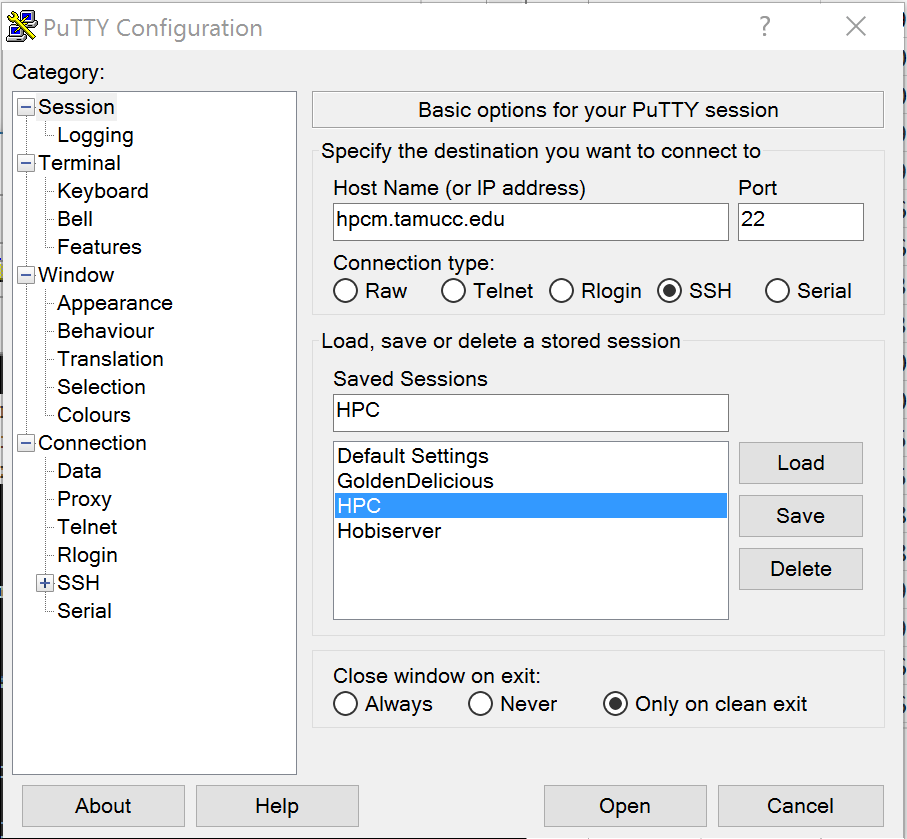 PuTTY Configuration
Category:
Session
Logging
Terminal
Keyboard
Bell
Features
Window
Appearance
Behaviour
Translation
Selection
Colours
Connection
Data
Proxy
Telnet
Rlogin
SSH
Serial
Basic options for your PuTTY session
Specify the destination you want to connect to
Host Name (or IP address) Port
hpcm.tamucc.edu 22
Connection type:
Raw Telnet Rlogin SSH Serial
Load, save or delete a stored session
Saved Sessions
HPC
Default Settings
GoldenDelicious
HPC
Hobiserver
Load
Save
Delete
Close window on exit:
Always Never Only on clean exit
About Help Open Cancel